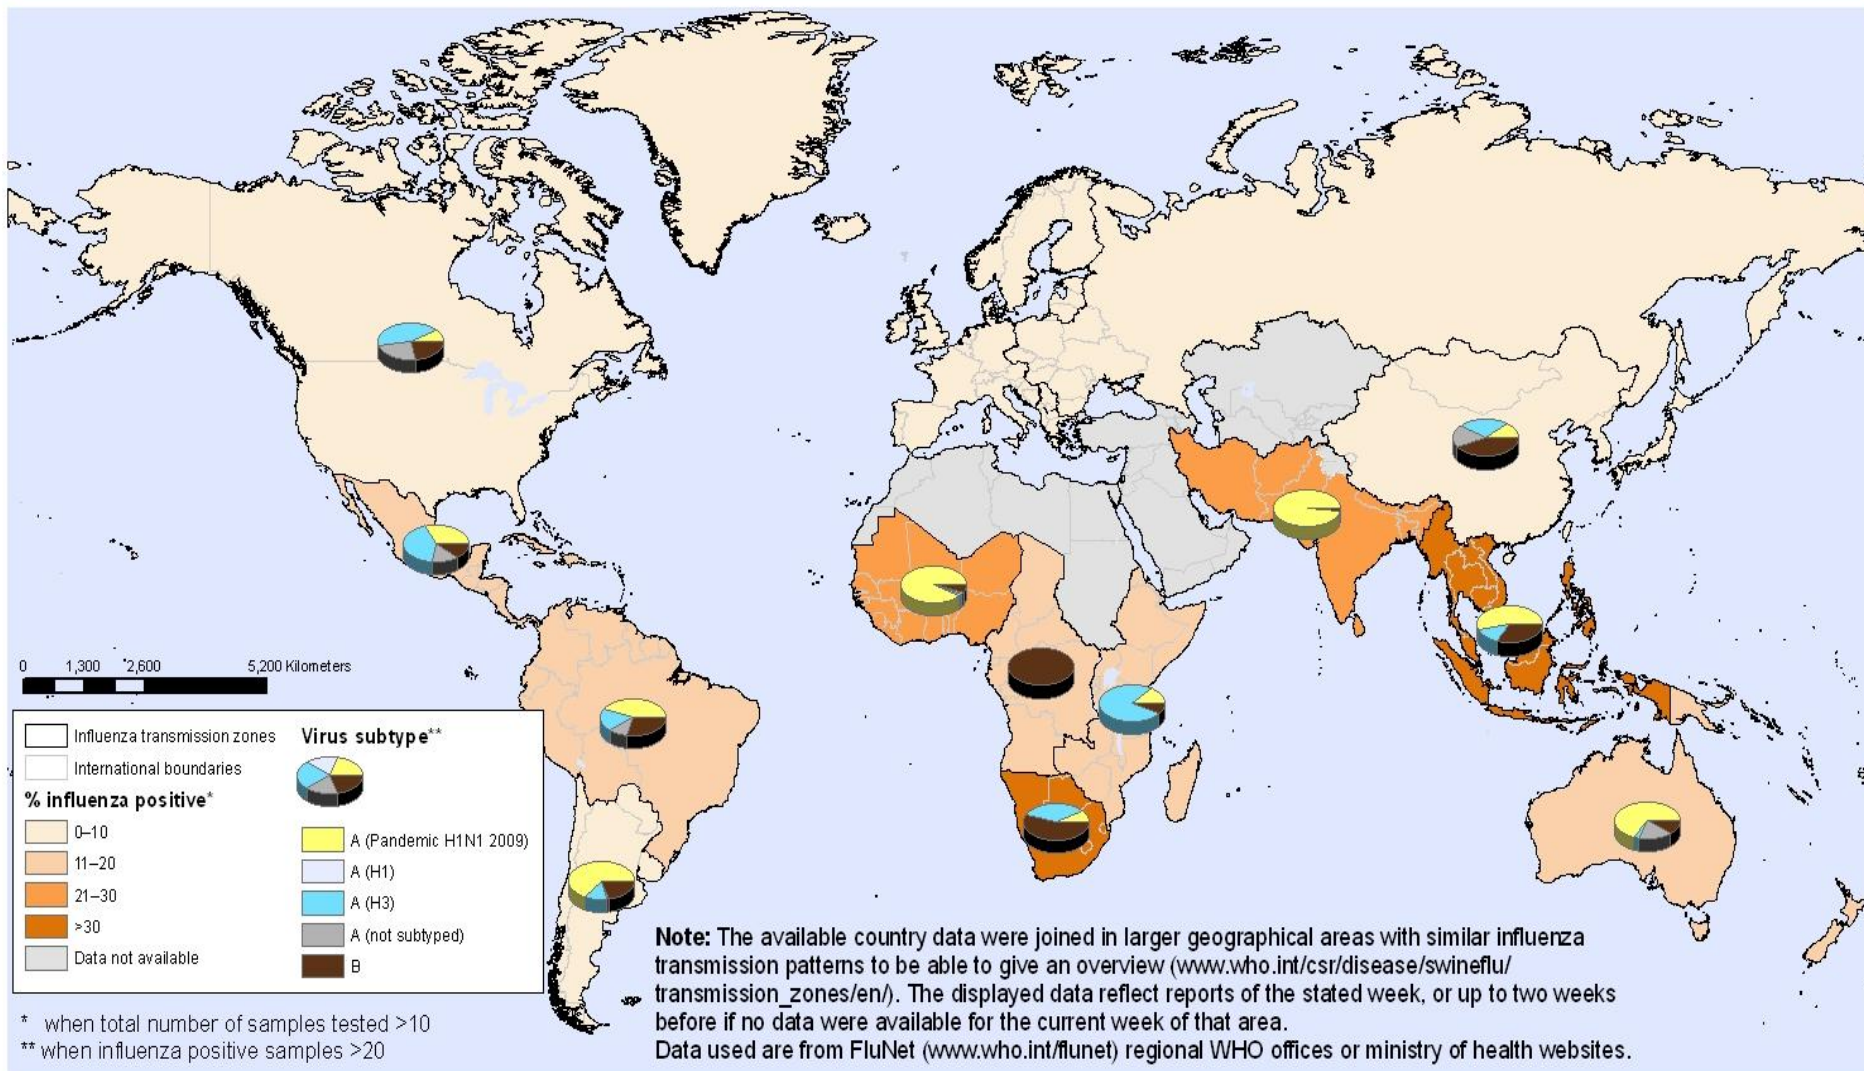 0 1,300 2,600 5,200 Kilometers
Influenza transmission zones
International boundaries
% influenza positive*
0–10
11–20
21–30
>30
Data not available
Virus subtype**
A (Pandemic H1N1 2009)
A (H1)
A (H3)
A (not subtyped)
B
* when total number of samples tested >10
** when influenza positive samples >20
Note: The available country data were joined in larger geographical areas with similar influenza
transmission patterns to be able to give an overview (www.who.int/csr/disease/swineflu/
transmission_zones/en/). The displayed data reflect reports of the stated week, or up to two weeks
before if no data were available for the current week of that area.
Data used are from FluNet (www.who.int/flunet) regional WHO offices or ministry of health websites.